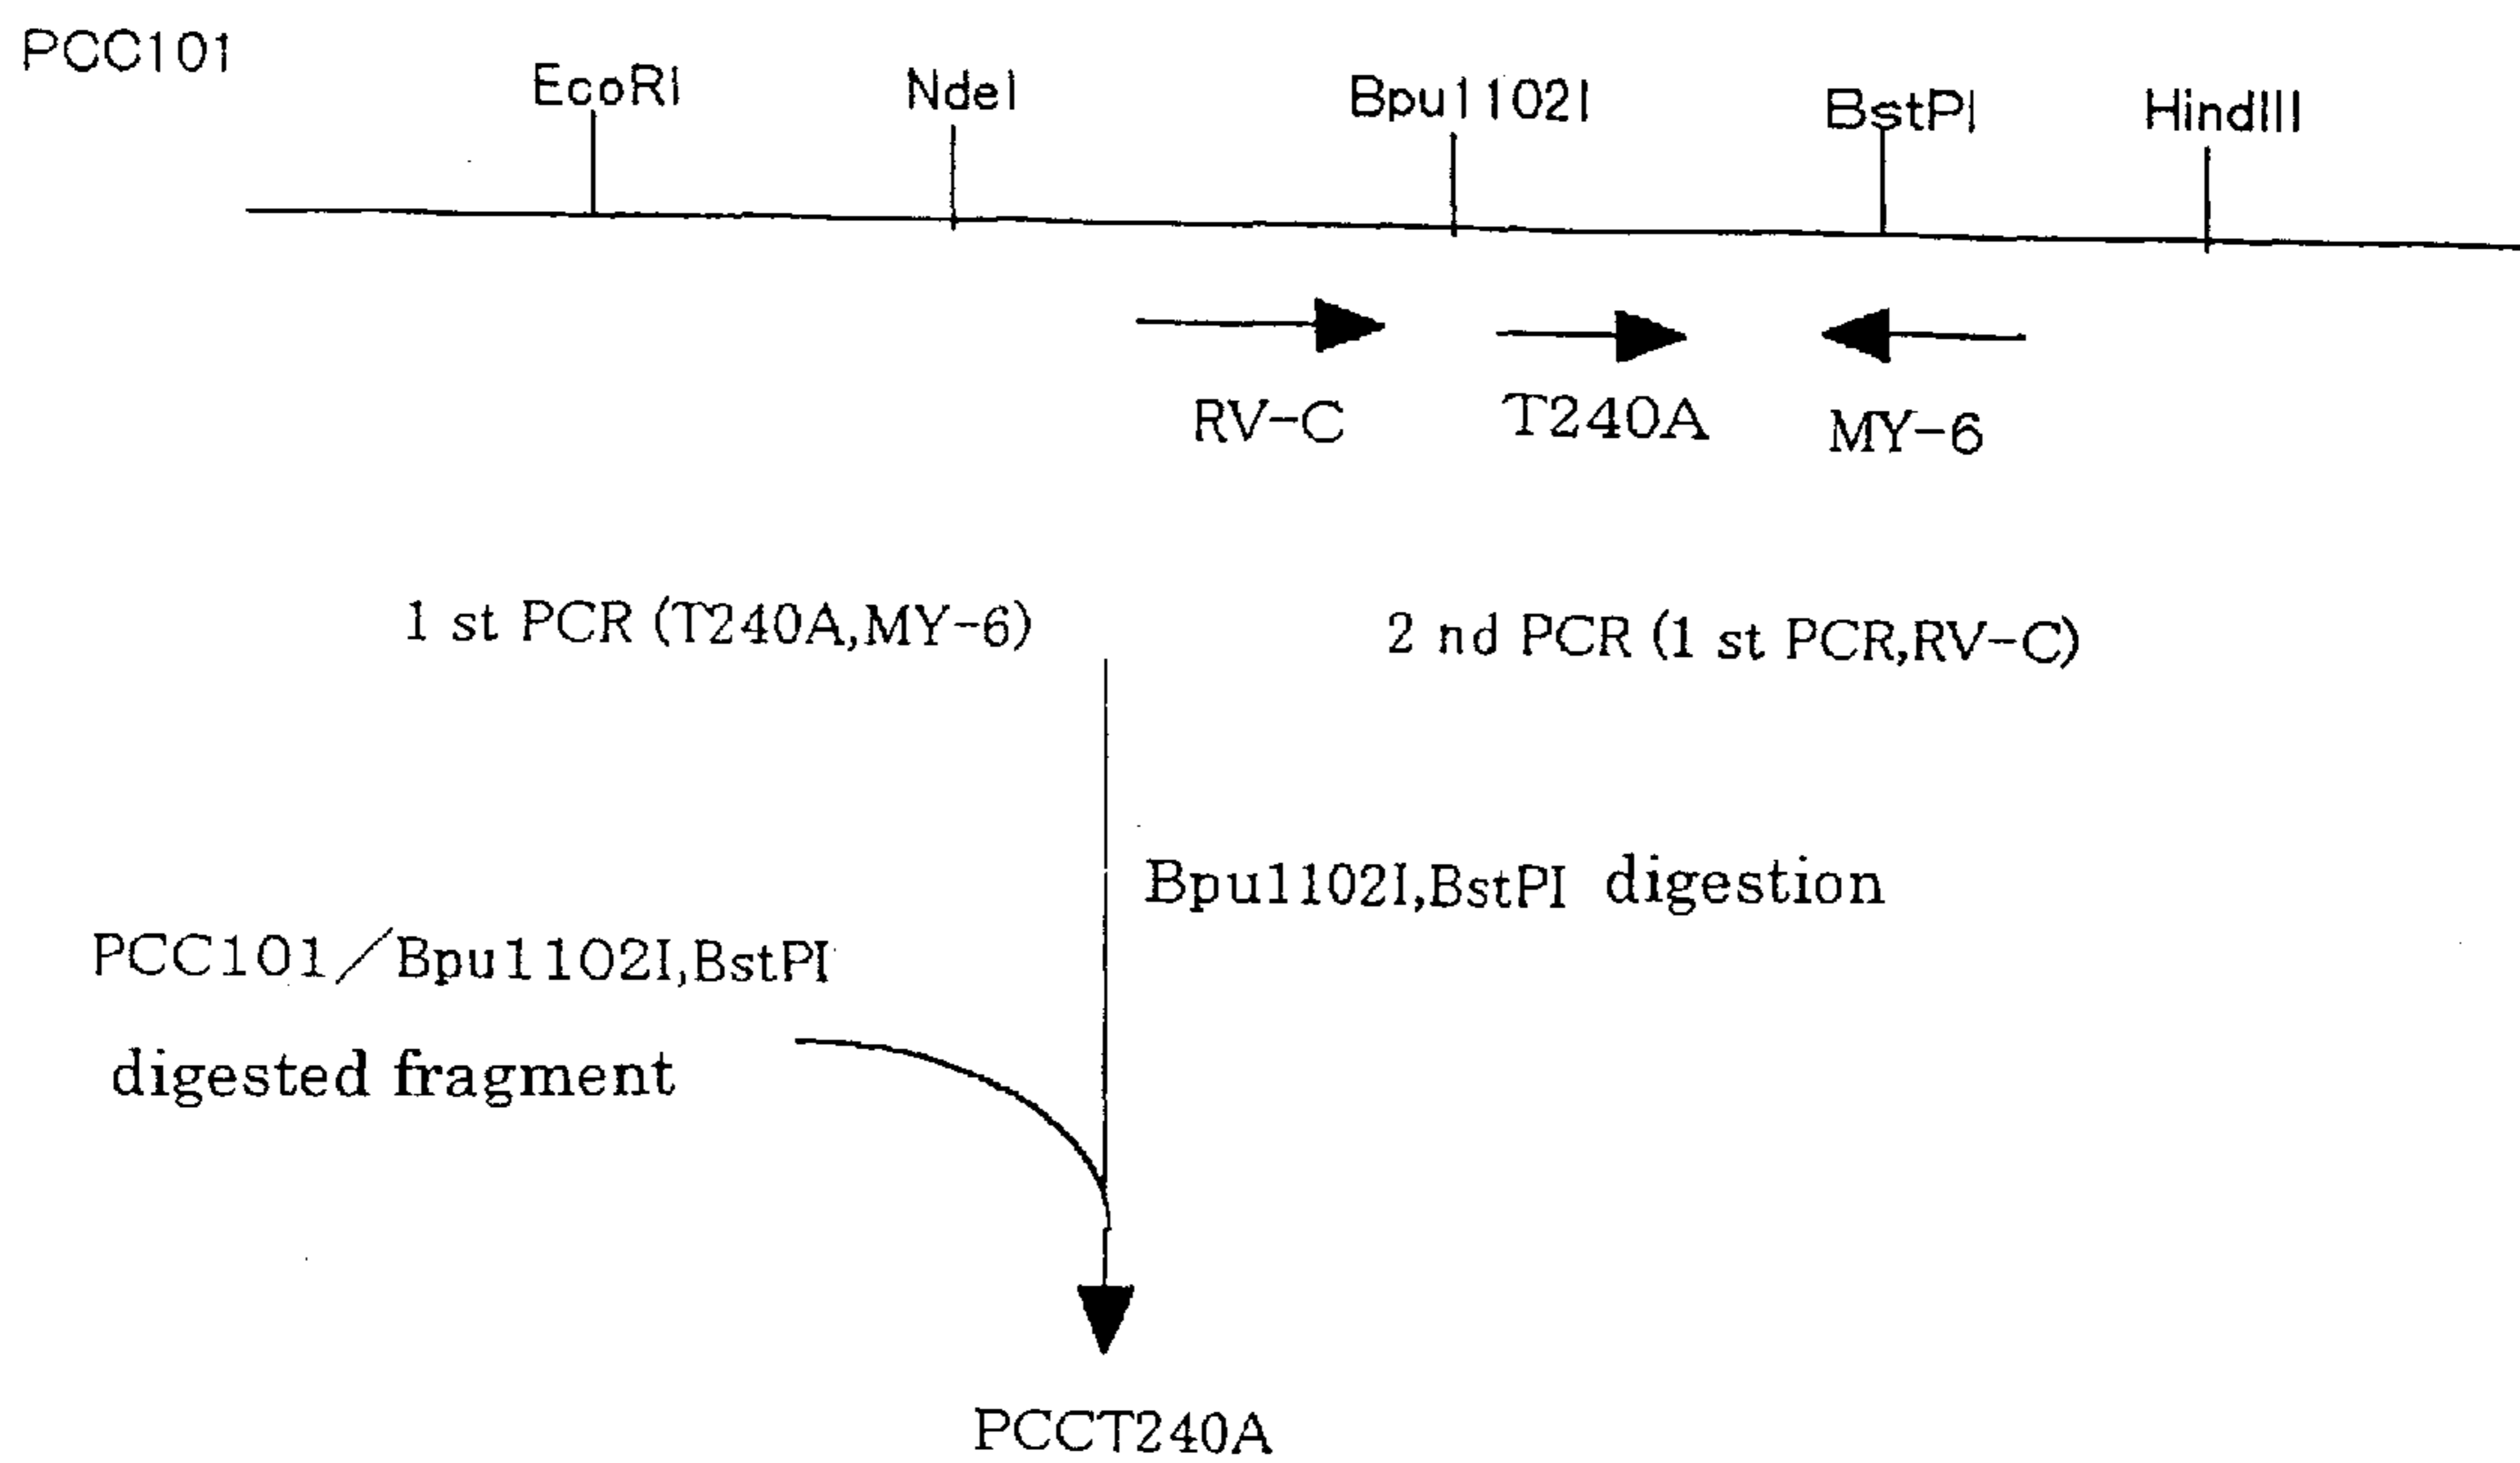 PCC101
EcoRI
NdeI
Bpu1102I
BstPI
HindIII
RV-C
T240A
MY-6
1 st PCR (T240A,MY-6)
2 nd PCR (1 st PCR,RV-C)
Bpu1102I,BstPI digestion
PCC101/Bpu1102I,BstPI
digested fragment
PCCT240A